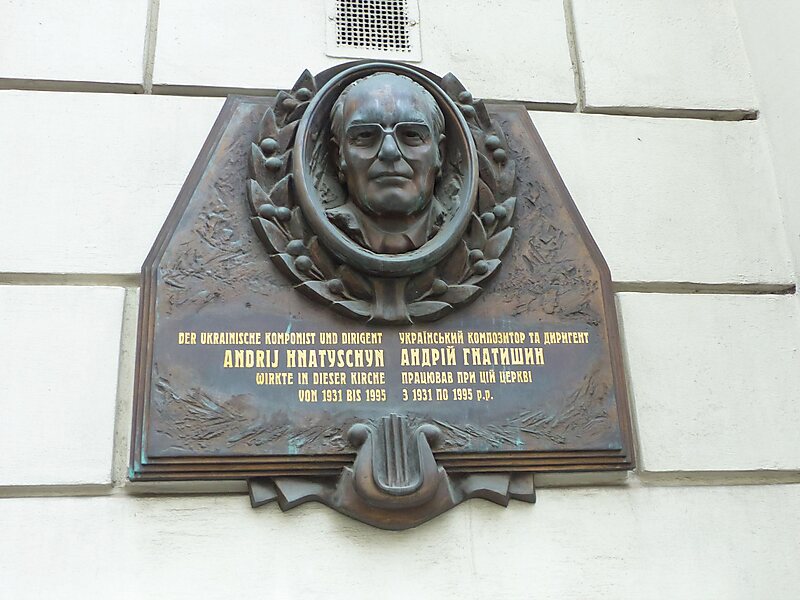 DER UKRAINISCHE KOMPONIST UND DIRIGENT
ANDRIJ HNATYSCHYN
WIRKTE IN DIESER KIRCHE
VON 1931 BIS 1995
УКРАЇНСЬКИЙ КОМПОЗИТОР ТА ДИРИГЕНТ
АНДРІЙ ГНАТИШИН
ПРАЦЮВАВ ПРИ ЦІЙ ЦЕРКВІ
З 1931 ПО 1995 р.р.